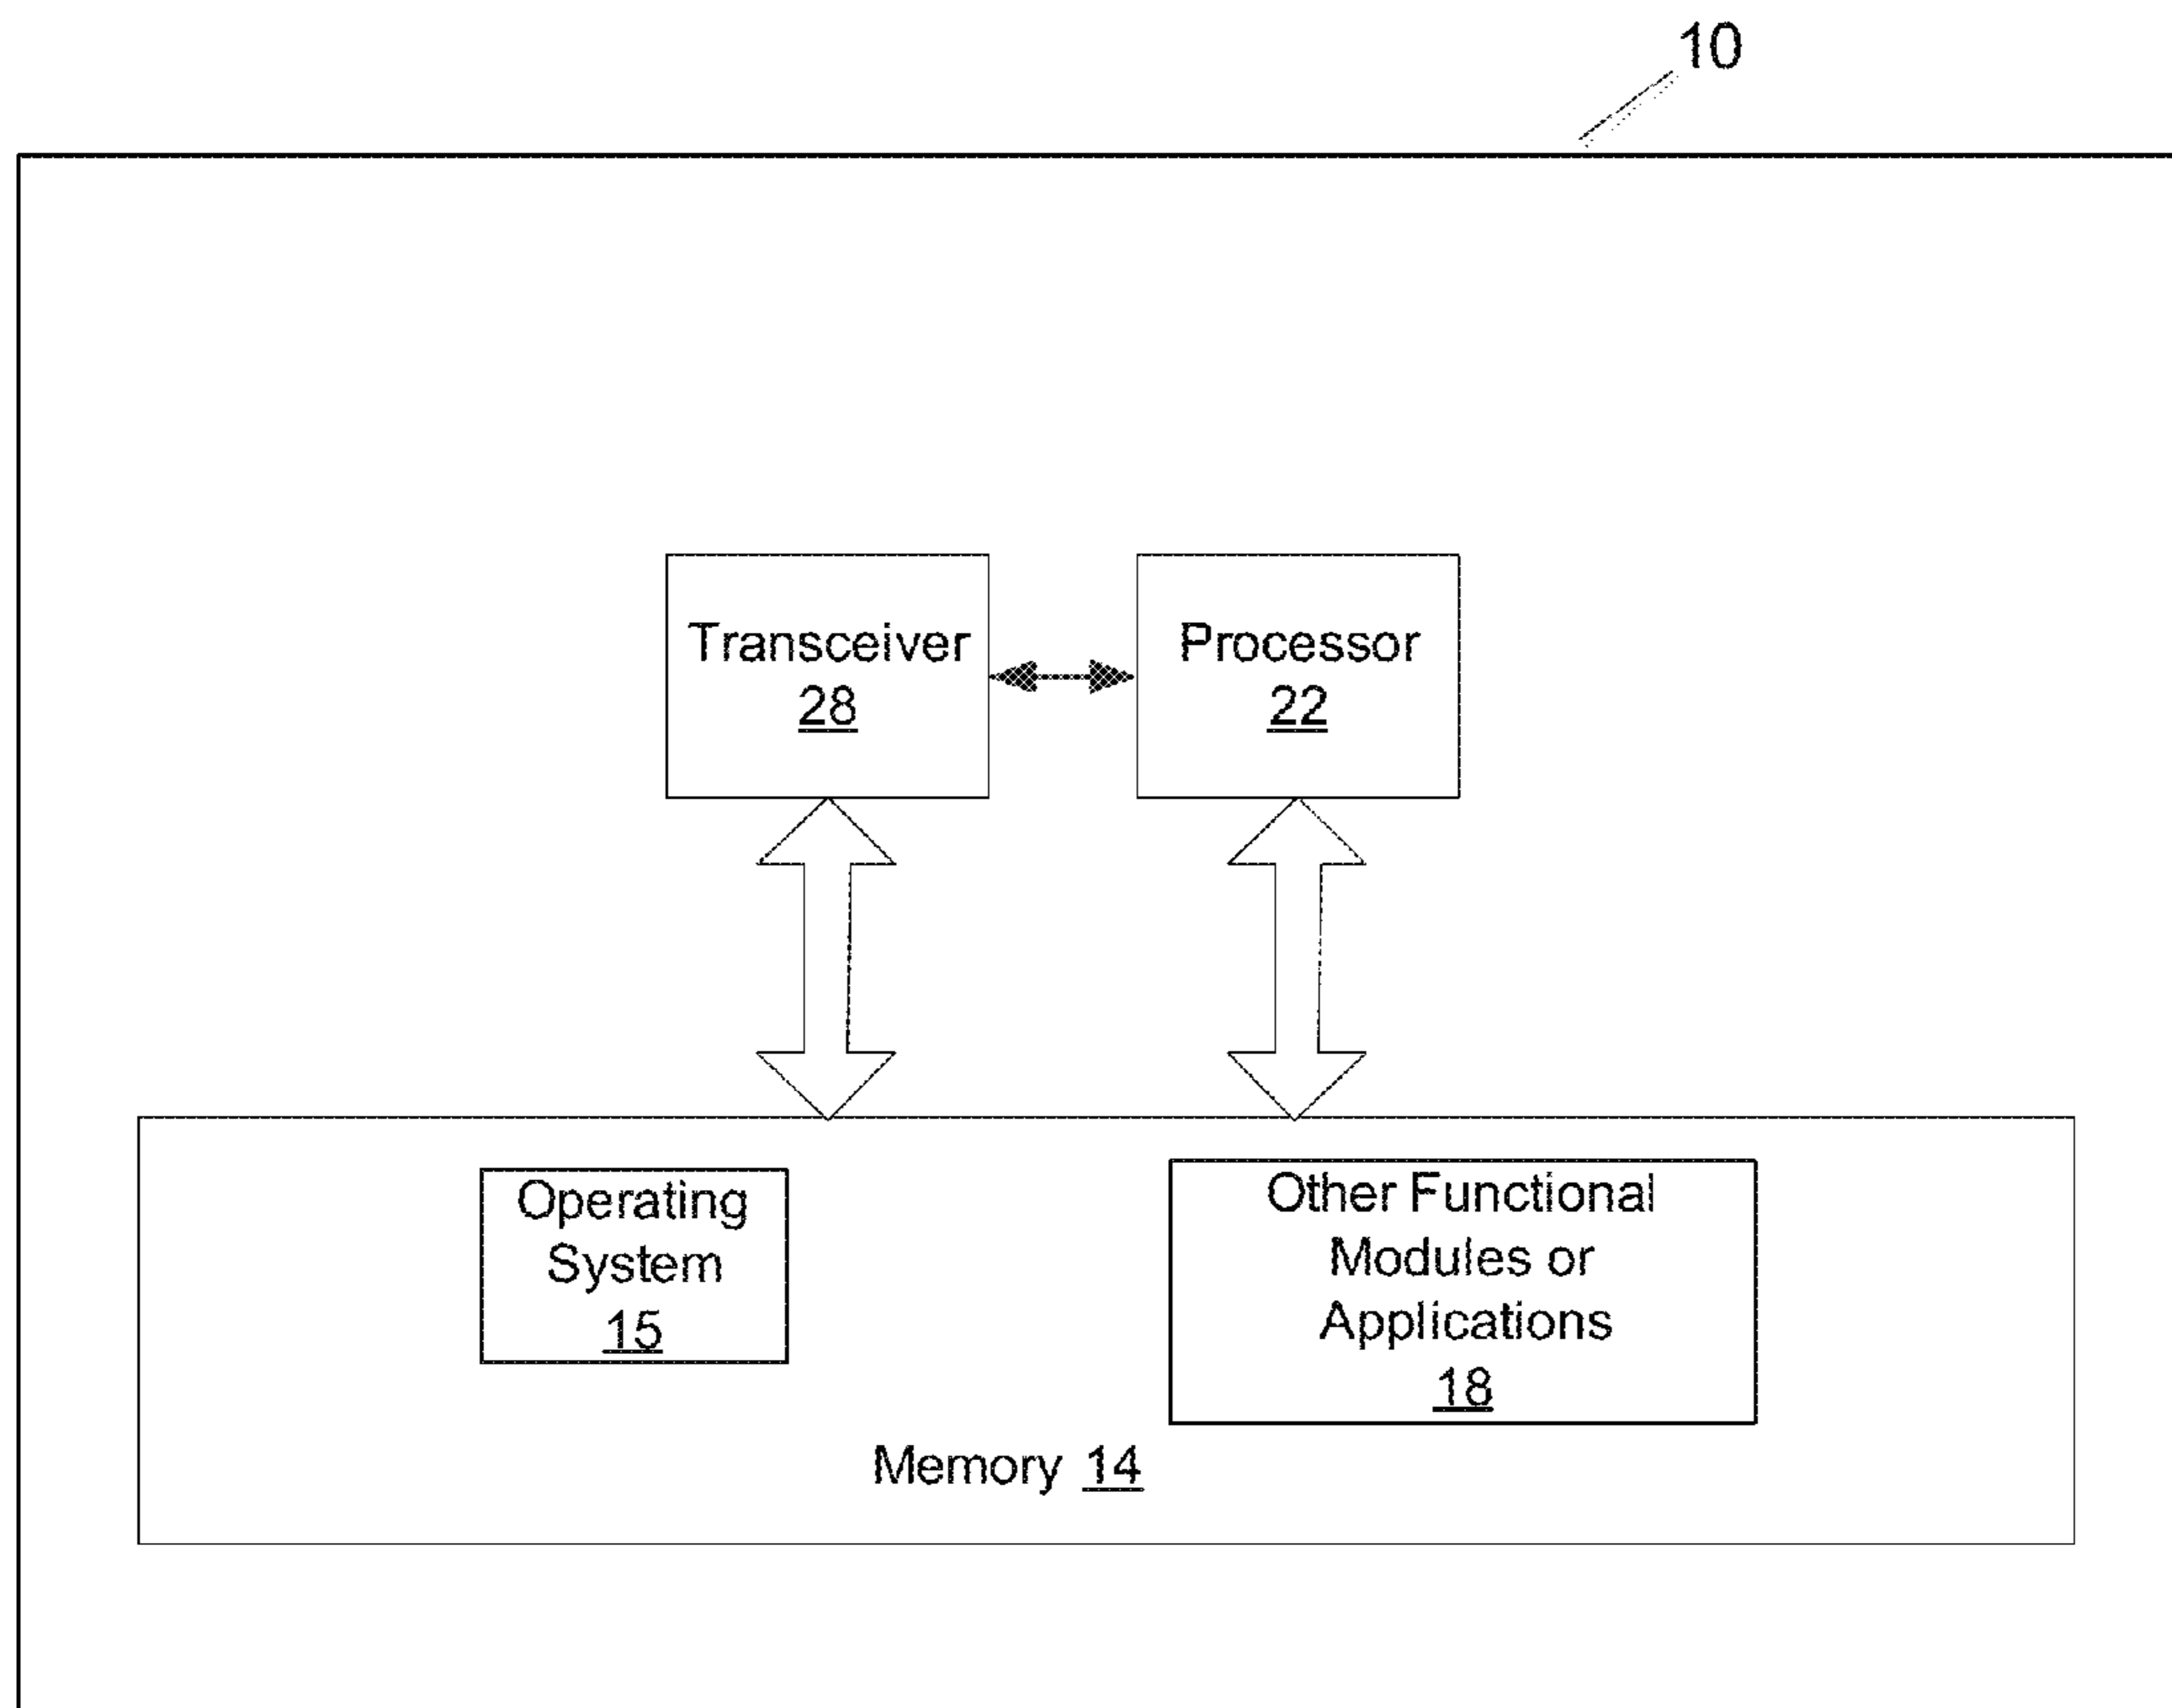 10
Transceiver
28
Processor
22
Operating
System
15
Other Functional
Modules or
Applications
18
Memory 14